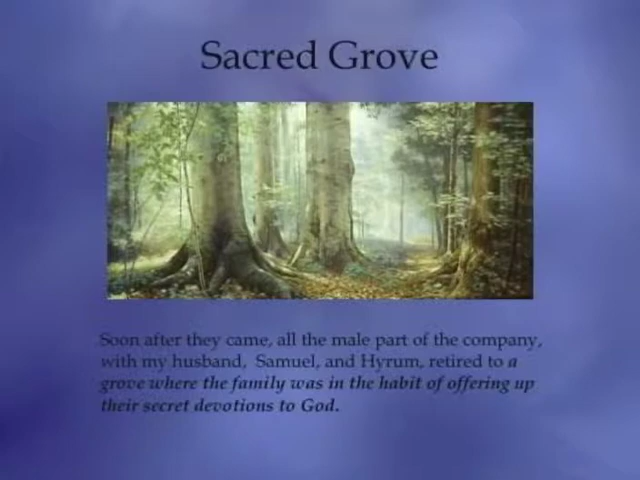 Sacred Grove
Soon after they came, all the male part of the company,
with my husband, Samuel, and Hyrum, retired to a
grove where the family was in the habit of offering up
their secret devotions to God.